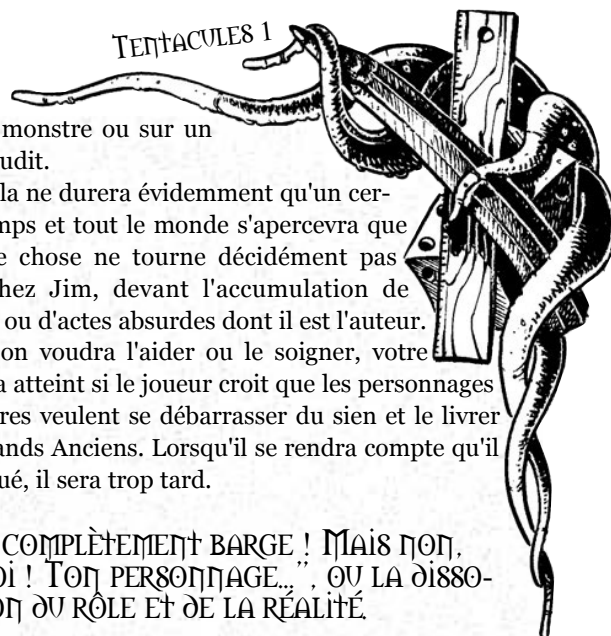 TENTACULES 1
monstre ou sur un
udit.
la ne durera évidemment qu'un cer-
mps et tout le monde s'apercevra que
e chose ne tourne décidément pas
hez Jim, devant l'accumulation de
ou d'actes absurdes dont il est l'auteur.
on voudra l'aider ou le soigner, votre
a atteint si le joueur croit que les personnages
res veulent se débarrasser du sien et le livrer
ands Anciens. Lorsqu'il se rendra compte qu'il
ué, il sera trop tard.
COMPLÈTEMENT BARGE ! MAIS NON,
OI ! TON PERSONNAGE...", OU LA DISSO-
ON DU RÔLE ET DE LA RÉALITÉ.